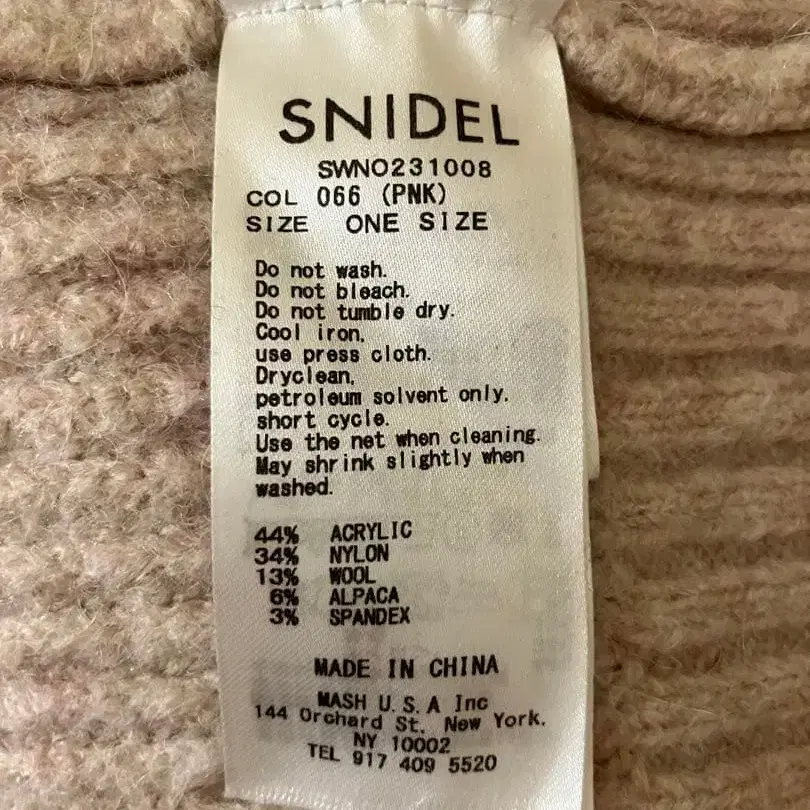 SNIDEL
SWNO231008
COL 066 (PNK)
SIZE ONE SIZE
Do not wash.
Do not bleach.
Do not tumble dry.
Cool iron.
use press cloth.
Dryclean,
petroleum solvent only.
short cycle.
Use the net when cleaning.
May shrink slightly when
washed.
44% ACRYLIC
34% NYLON
13% WOOL
6% ALPACA
3% SPANDEX
MADE IN CHINA
MASH U.S.A Inc
144 Orchard St. New York.
NY 10002
TEL 917 409 5520